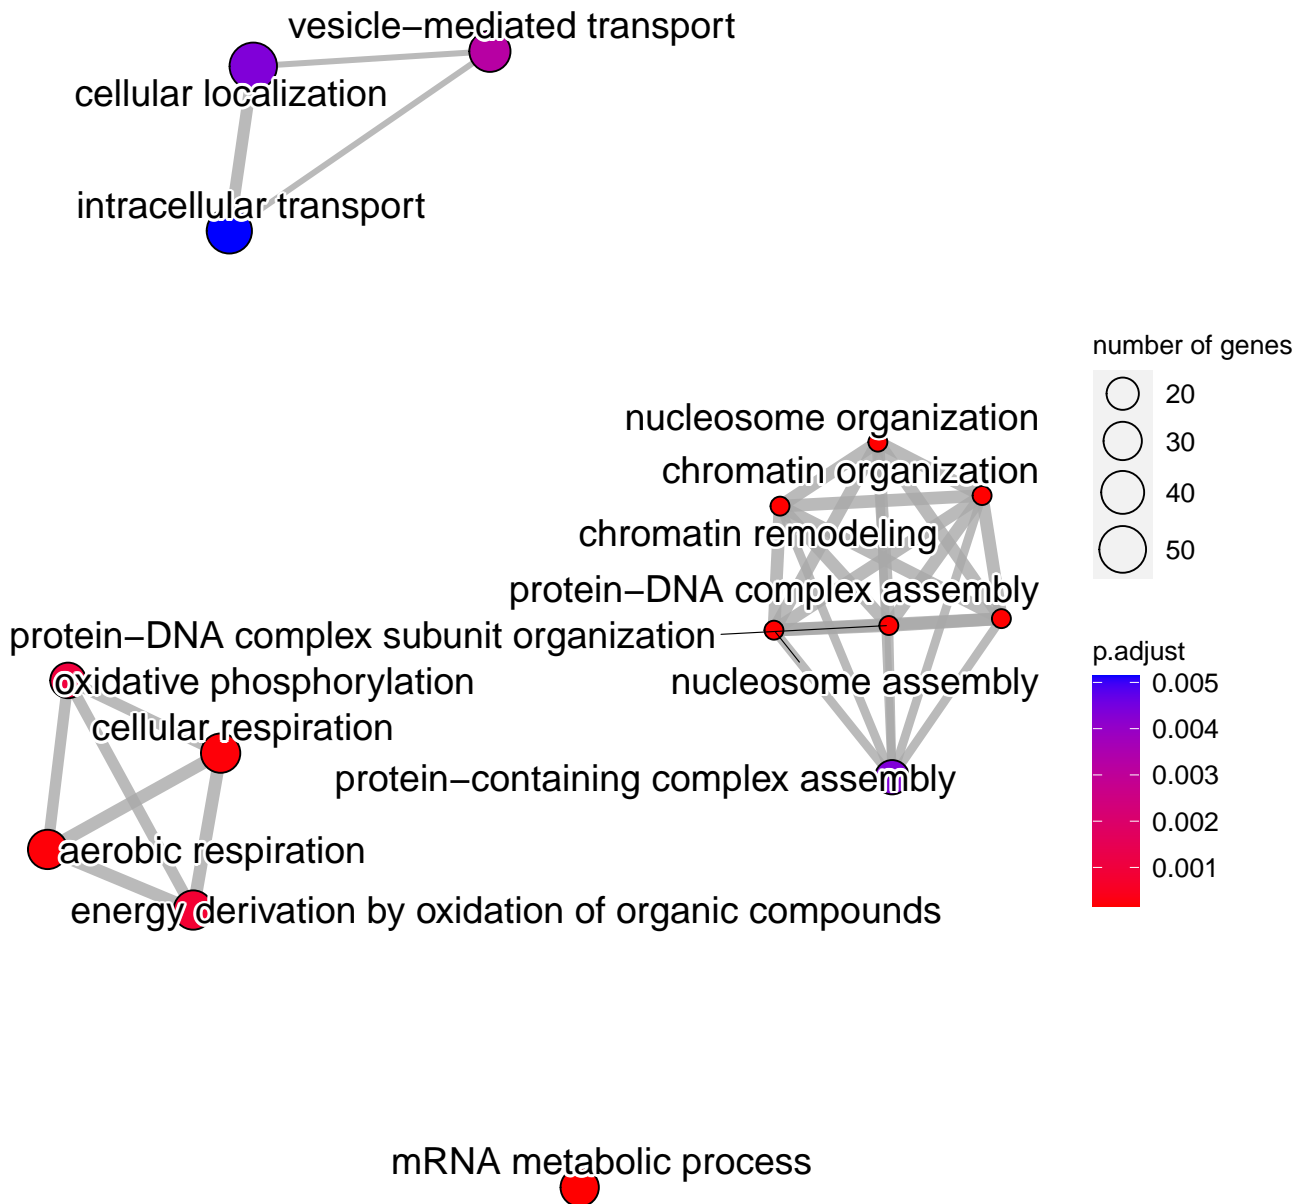 vesicle−mediated transport
cellular localization
intracellular transport
number of genes
20
30
40
50
nucleosome organization
chromatin organization
chromatin remodeling
protein−DNA complex assembly
protein−DNA complex subunit organization
nucleosome assembly
protein−containing complex assembly
p.adjust
0.005
0.004
0.003
0.002
0.001
oxidative phosphorylation
cellular respiration
aerobic respiration
energy derivation by oxidation of organic compounds
mRNA metabolic process